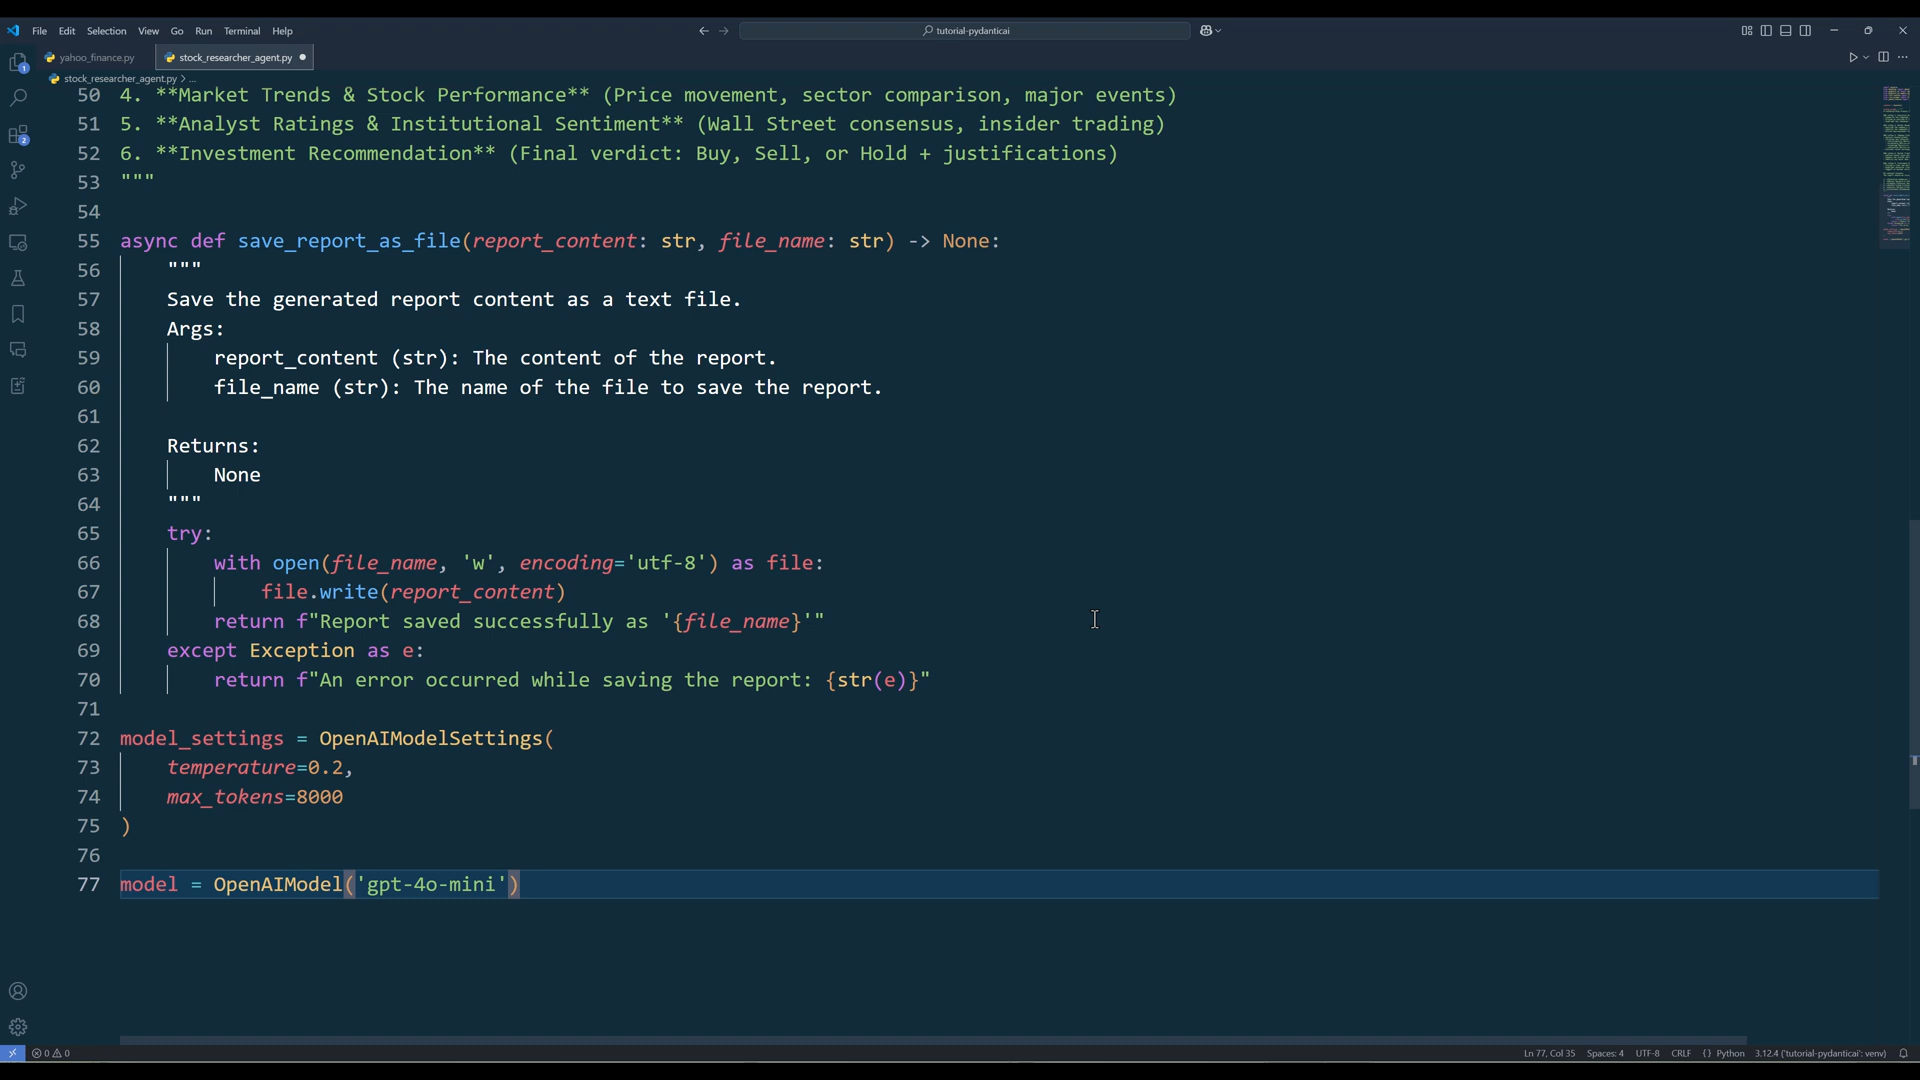 File Edit Selection View Go Run Terminal Help
tutorial-pydanticai
yahoo_finance.py
stock_researcher_agent.py
stock_researcher_agent.py > ...
50 4. **Market Trends & Stock Performance** (Price movement, sector comparison, major events)
51 5. **Analyst Ratings & Institutional Sentiment** (Wall Street consensus, insider trading)
52 6. **Investment Recommendation** (Final verdict: Buy, Sell, or Hold + justifications)
53 """
54
55 async def save_report_as_file(report_content: str, file_name: str) -> None:
56     """
57     Save the generated report content as a text file.
58     Args:
59         report_content (str): The content of the report.
60         file_name (str): The name of the file to save the report.
61
62     Returns:
63         None
64     """
65     try:
66         with open(file_name, 'w', encoding='utf-8') as file:
67             file.write(report_content)
68         return f"Report saved successfully as '{file_name}'"
69     except Exception as e:
70         return f"An error occurred while saving the report: {str(e)}"
71
72 model_settings = OpenAIModelSettings(
73     temperature=0.2,
74     max_tokens=8000
75 )
76
77 model = OpenAIModel('gpt-4o-mini')
1
2
0 0
Ln 77, Col 35 Spaces: 4 UTF-8 CRLF {} Python 3.12.4 ('tutorial-pydanticai': venv)